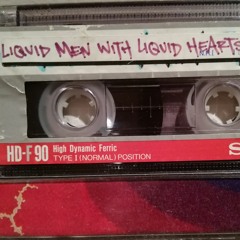 LIQUID MEN WITH LIQUID HEARTS
HD-F 90 High Dynamic Ferric
TYPE I (NORMAL) POSITION
S